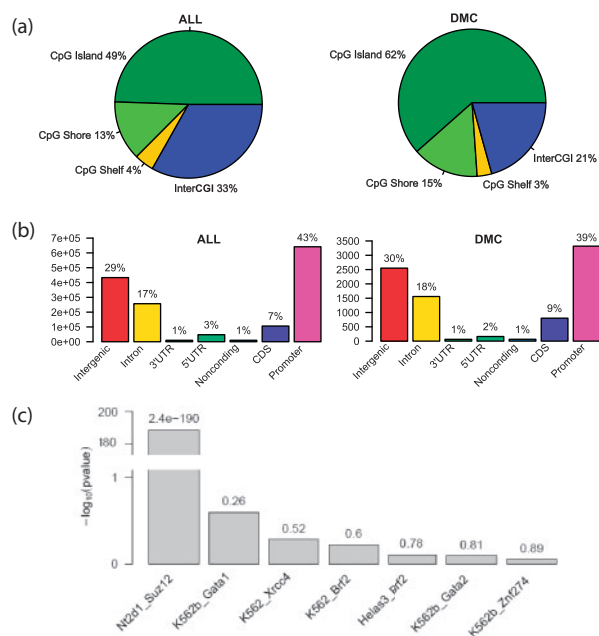 (a)
ALL
DMC
CpG Island 49%
CpG Shore 13%
CpG Shelf 4%
InterCGI 33%
CpG Island 62%
CpG Shore 15%
CpG Shelf 3%
InterCGI 21%
(b)
ALL
7e+05
6e+05
5e+05
4e+05
3e+05
2e+05
1e+05
0e+00
29%
17%
1%
3%
1%
7%
43%
Intergenic
Intron
3'UTR
5'UTR
Nonconding
CDS
Promoter
DMC
3500
3000
2500
2000
1500
1000
500
0
30%
18%
1%
2%
1%
9%
39%
Intergenic
Intron
3'UTR
5'UTR
Nonconding
CDS
Promoter
(c)
-log10(pvalue)
200
180
1
0
2.4e-190
0.26
0.52
0.6
0.78
0.81
0.89
Nt2d1_Suz12
K562b_Gata1
K562_Xrcc4
K562_Brf2
K562b_Gata2
K562b_Znf274